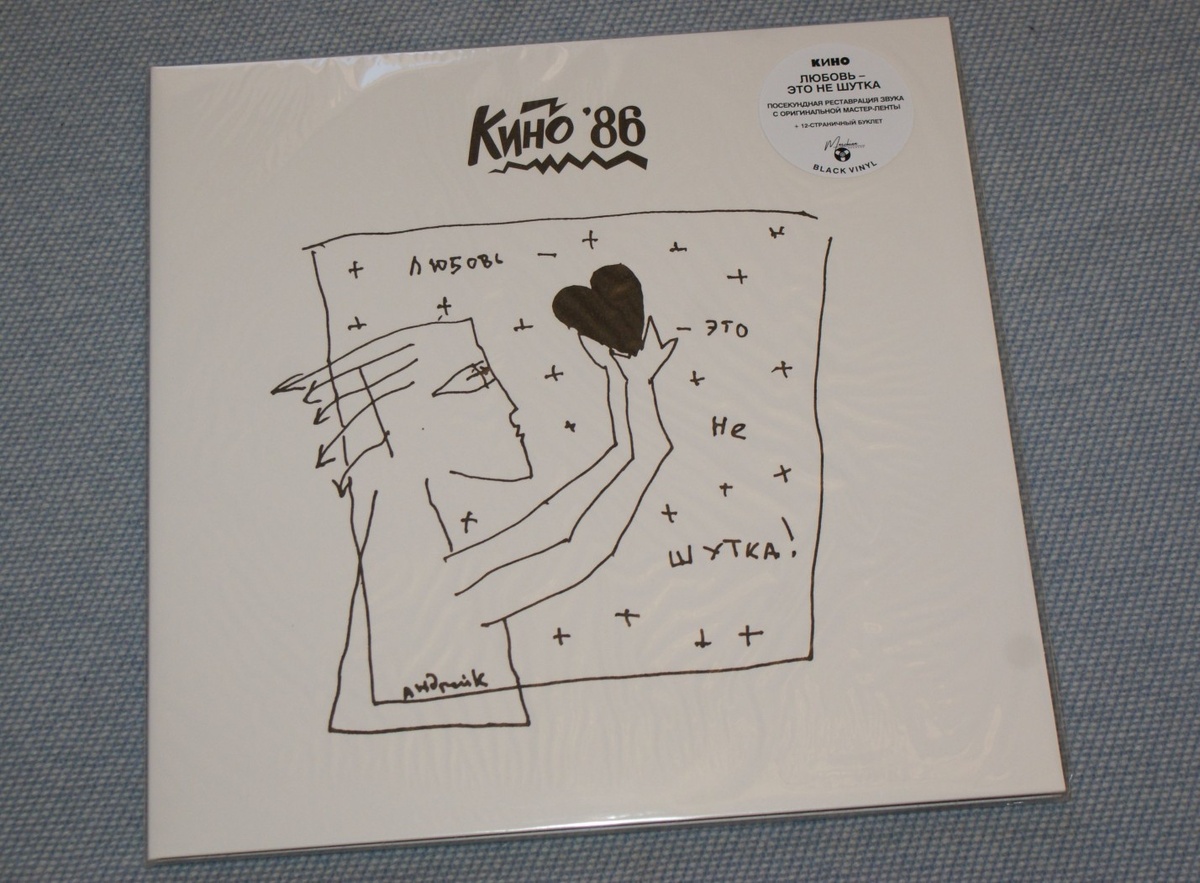 КИНО
ЛЮБОВЬ –
ЭТО НЕ ШУТКА
ПОСЕКУНДНАЯ РЕСТАВРАЦИЯ ЗВУКА
С ОРИГИНАЛЬНОЙ МАСТЕР-ЛЕНТЫ
+ 12-СТРАНИЧНЫЙ БУКЛЕТ
BLACK VINYL
КИНО '86
ЛЮБОВЬ –
– ЭТО
Не
ШУТКА!
Андрейк